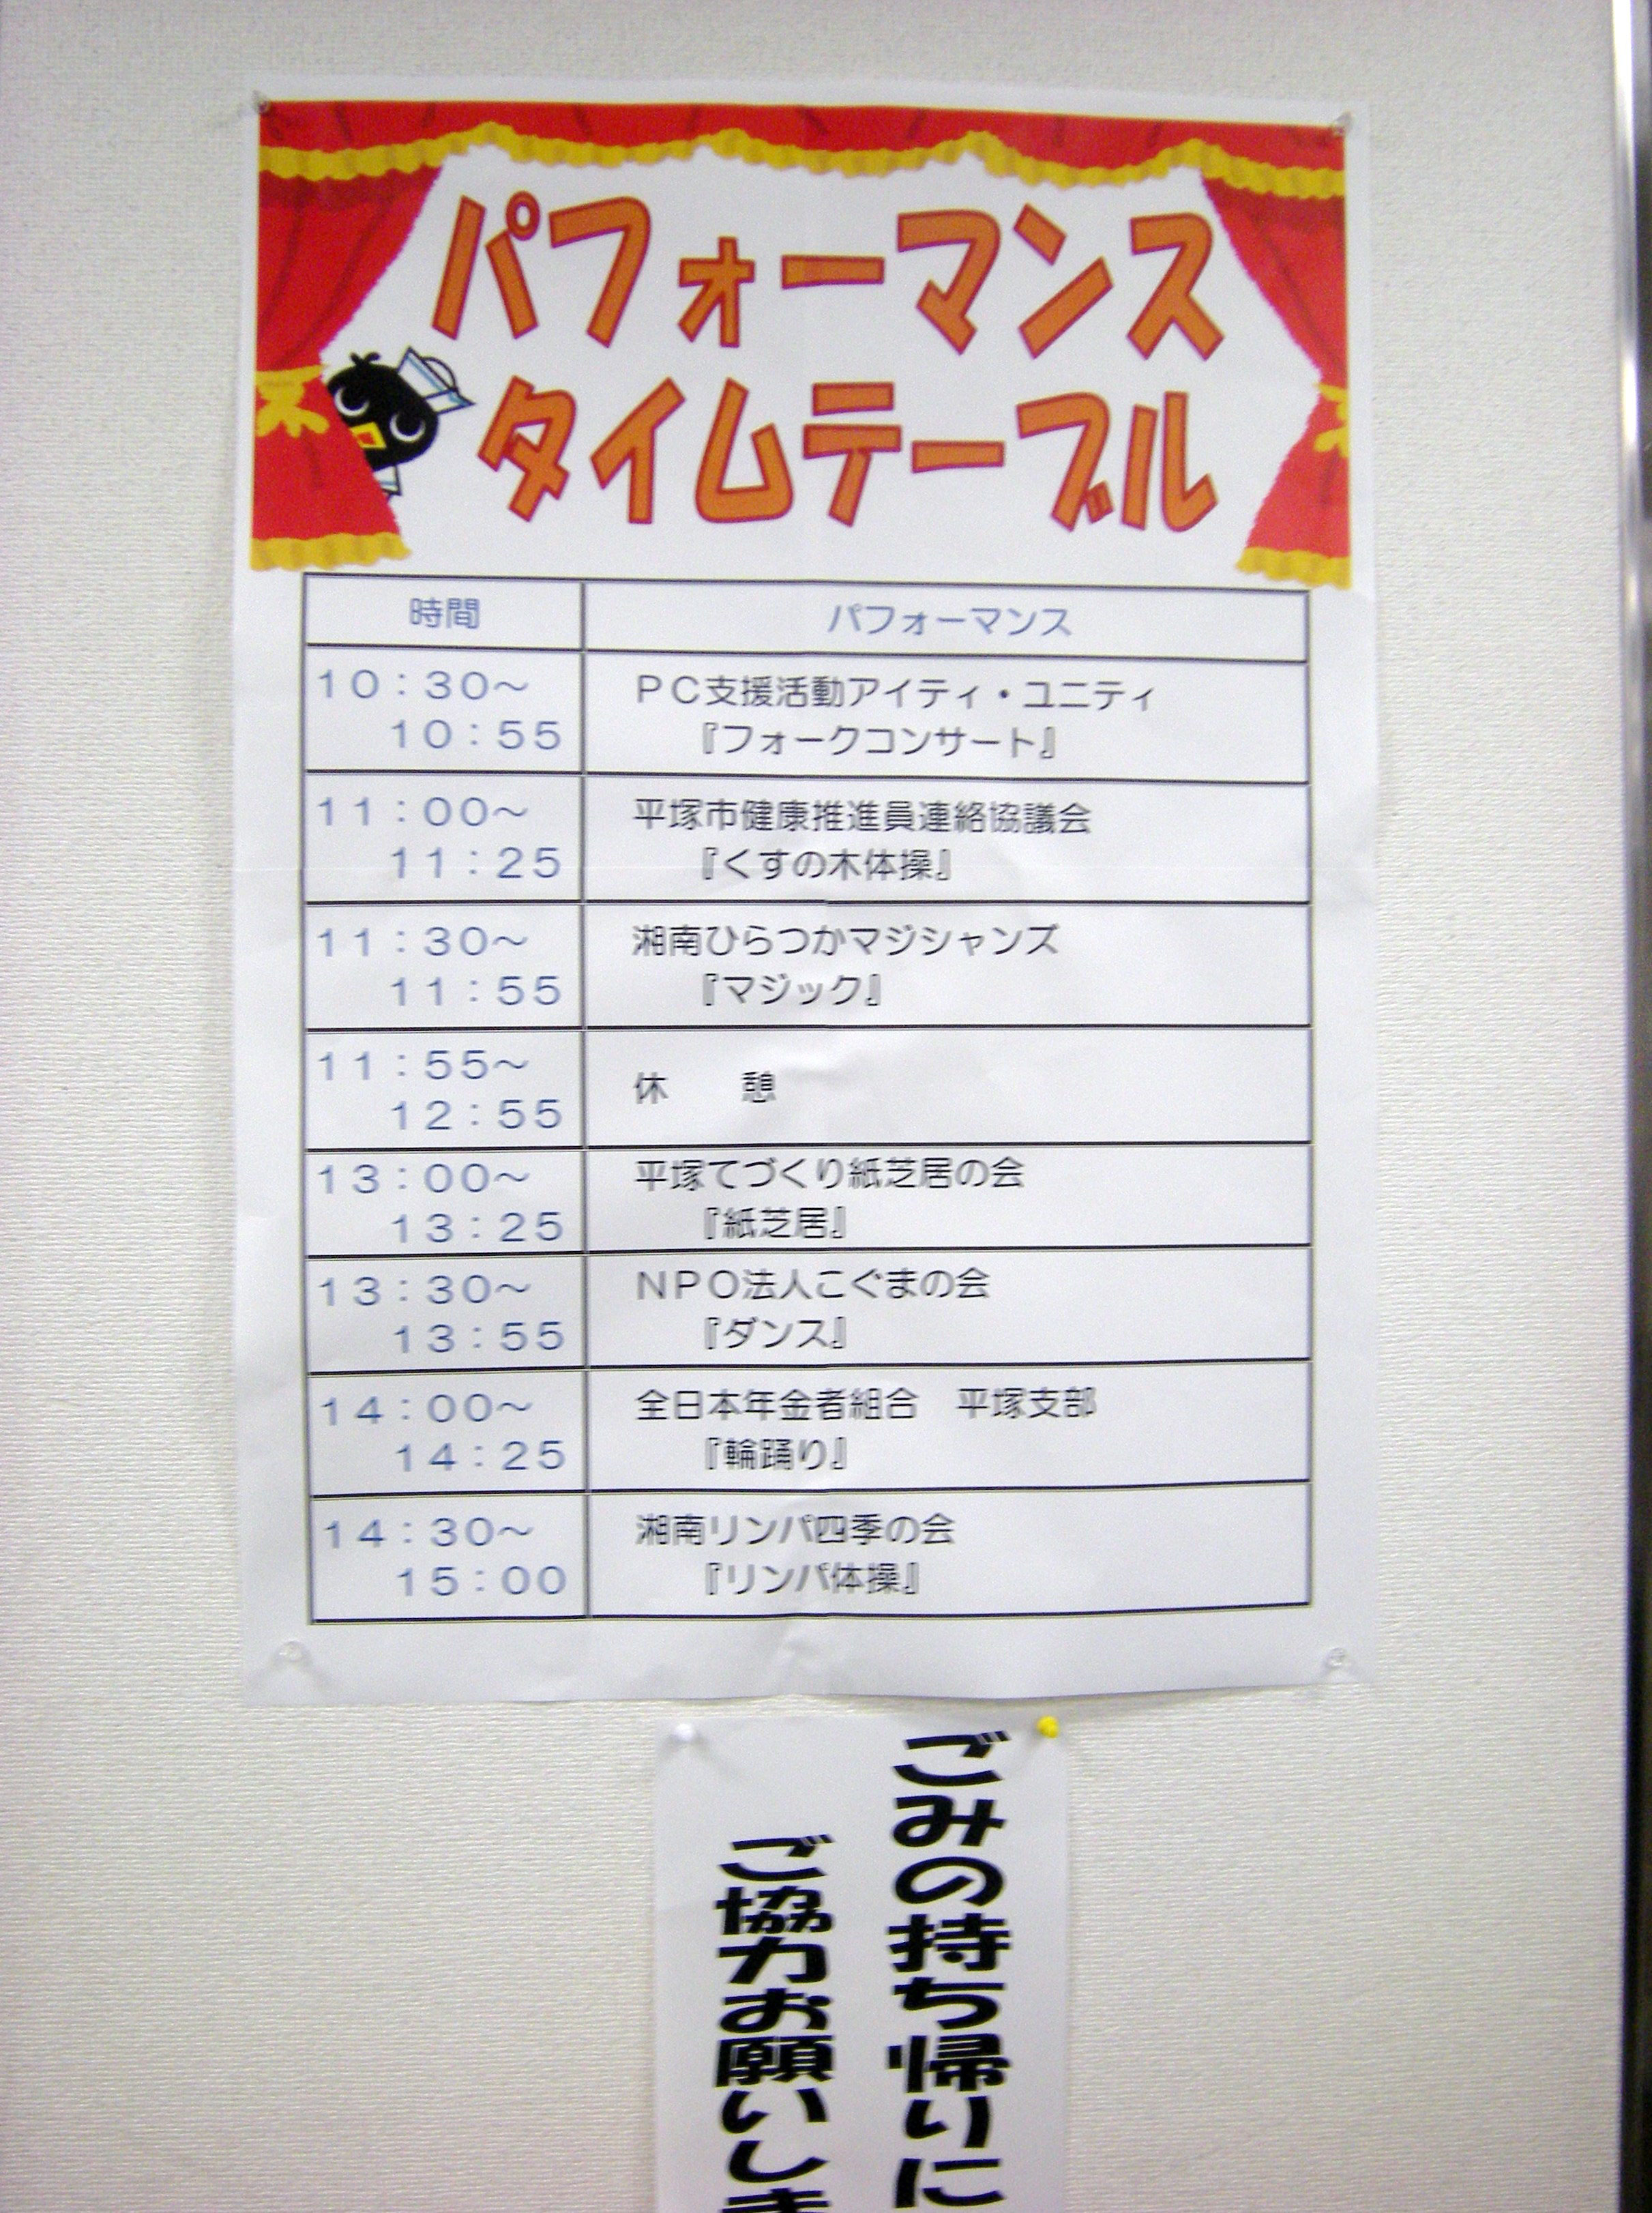 パフォーマンス
タイムテーブル
時間 パフォーマンス
10:30～ PC支援活動アイティ・ユニティ
10:55 『フォークコンサート』
11:00～ 平塚市健康推進員連絡協議会
11:25 『くすの木体操』
11:30～ 湘南ひらつかマジシャンズ
11:55 『マジック』
11:55～
12:55 休　憩
13:00～ 平塚てづくり紙芝居の会
13:25 『紙芝居』
13:30～ NPO法人こぐまの会
13:55 『ダンス』
14:00～ 全日本年金者組合　平塚支部
14:25 『輪踊り』
14:30～ 湘南リンパ四季の会
15:00 『リンパ体操』
ごみの持ち帰りに
ご協力お願いしま